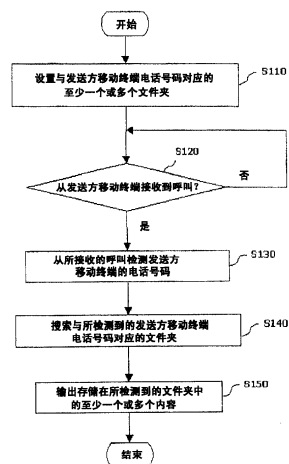 开始
设置与发送方移动终端电话号码对应的
至少一个或多个文件夹
S110
S120
从发送方移动终端接收到呼叫?
否
是
从所接收的呼叫检测发送方
移动终端的电话号码
S130
搜索与所检测到的发送方移动终端
电话号码对应的文件夹
S140
输出存储在所检测到的文件夹中
的至少一个或多个内容
S150
结束